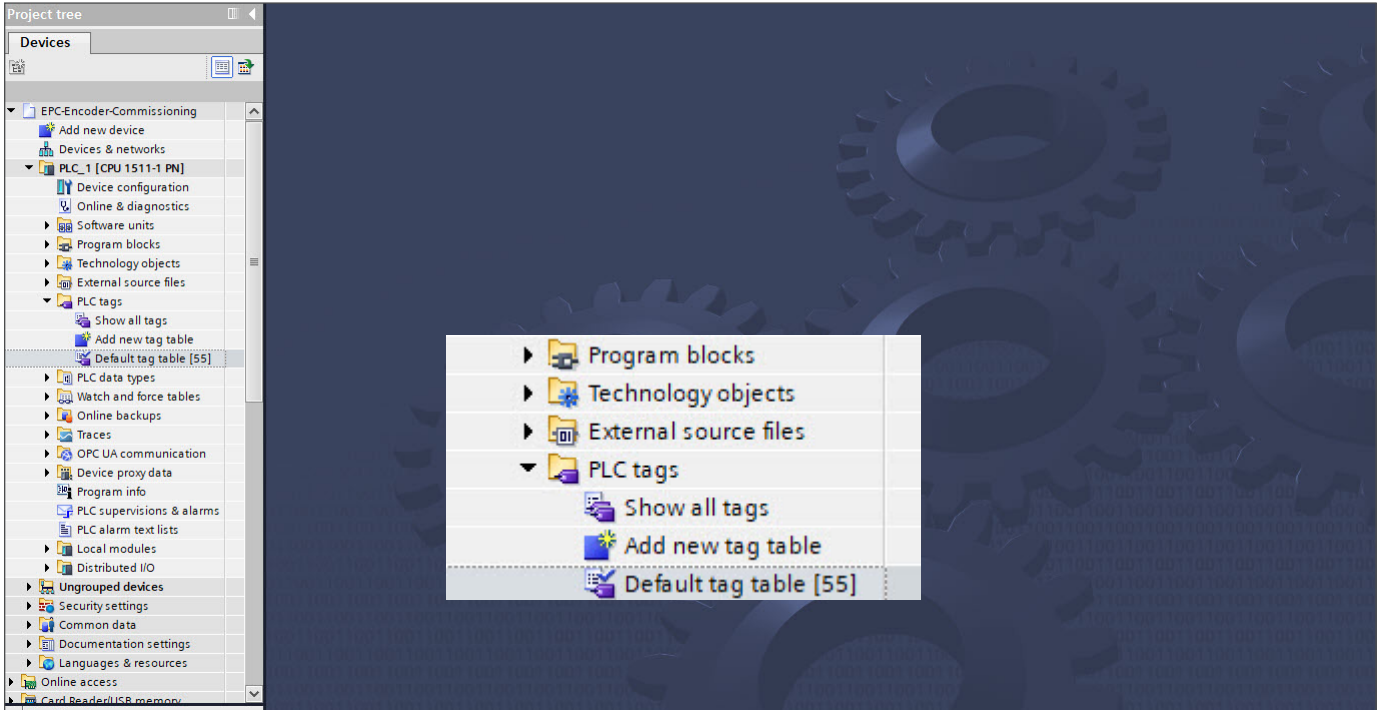 Project tree
Devices
EPC-Encoder-Commissioning
Add new device
Devices & networks
PLC_1 [CPU 1511-1 PN]
Device configuration
Online & diagnostics
Software units
Program blocks
Technology objects
External source files
PLC tags
Show all tags
Add new tag table
Default tag table [55]
PLC data types
Watch and force tables
Online backups
Traces
OPC UA communication
Device proxy data
Program info
PLC supervisions & alarms
PLC alarm text lists
Local modules
Distributed I/O
Ungrouped devices
Security settings
Common data
Documentation settings
Languages & resources
Online access
Card Reader/USB memory
Program blocks
Technology objects
External source files
PLC tags
Show all tags
Add new tag table
Default tag table [55]